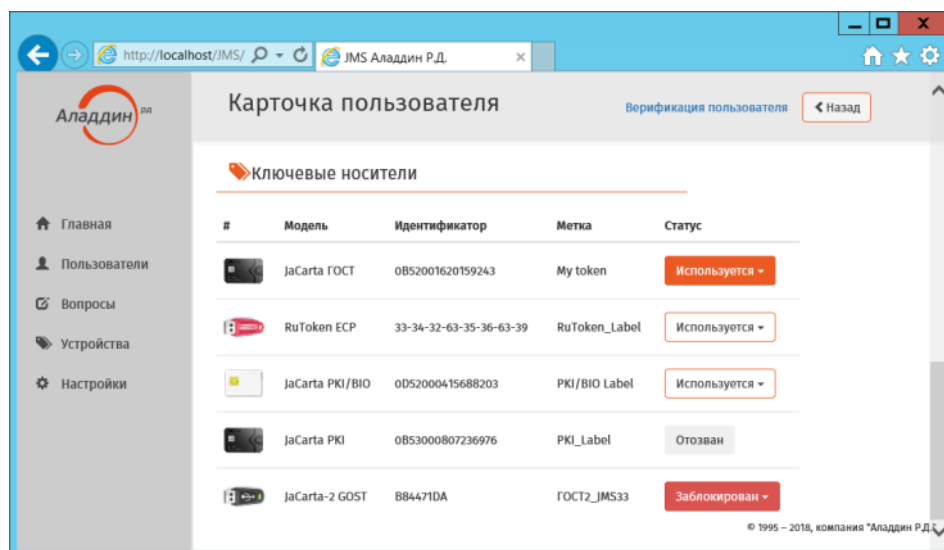 X
http://localhost/JMS/
JMS Аладдин Р.Д.
Аладдин РД
Карточка пользователя
Верификация пользователя
Назад
Ключевые носители
Главная
Пользователи
Вопросы
Устройства
Настройки
# Модель Идентификатор Метка Статус
JaCarta ГОСТ 0B52001620159243 My token Используется
RuToken ECP 33-34-32-63-35-36-63-39 RuToken_Label Используется
JaCarta PKI/BIO 0D52000415688203 PKI/BIO Label Используется
JaCarta PKI 0B53000807236976 PKI_Label Отозван
JaCarta-2 GOST B84471DA ГОСТ2_JMS33 Заблокирован
© 1995 – 2018, компания "Аладдин Р.Д."